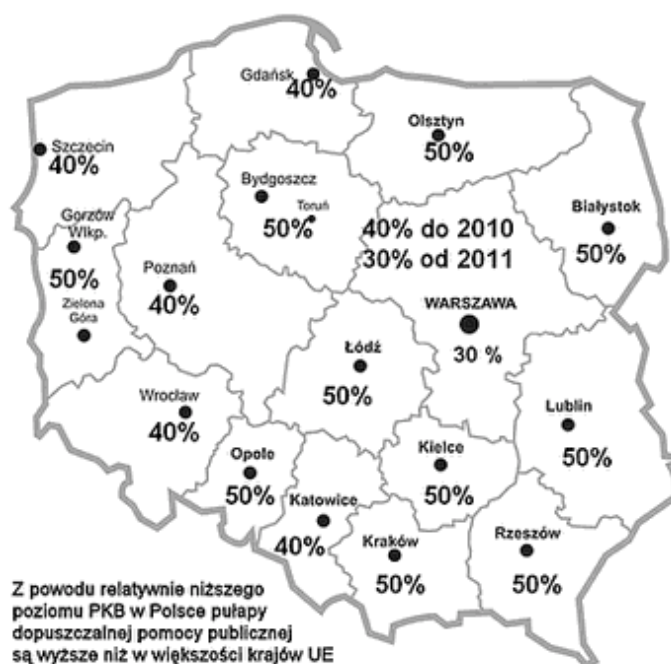 Gdańsk
40%
Szczecin
40%
Olsztyn
50%
Bydgoszcz
Toruń
50%
40% do 2010
30% od 2011
Białystok
50%
Gorzów
Wlkp.
50%
Zielona
Góra
Poznań
40%
WARSZAWA
30 %
Łódź
50%
Wrocław
40%
Lublin
50%
Opole
50%
Kielce
50%
Katowice
40%
Kraków
50%
Rzeszów
50%
Z powodu relatywnie niższego
poziomu PKB w Polsce pułapy
dopuszczalnej pomocy publicznej
są wyższe niż w większości krajów UE